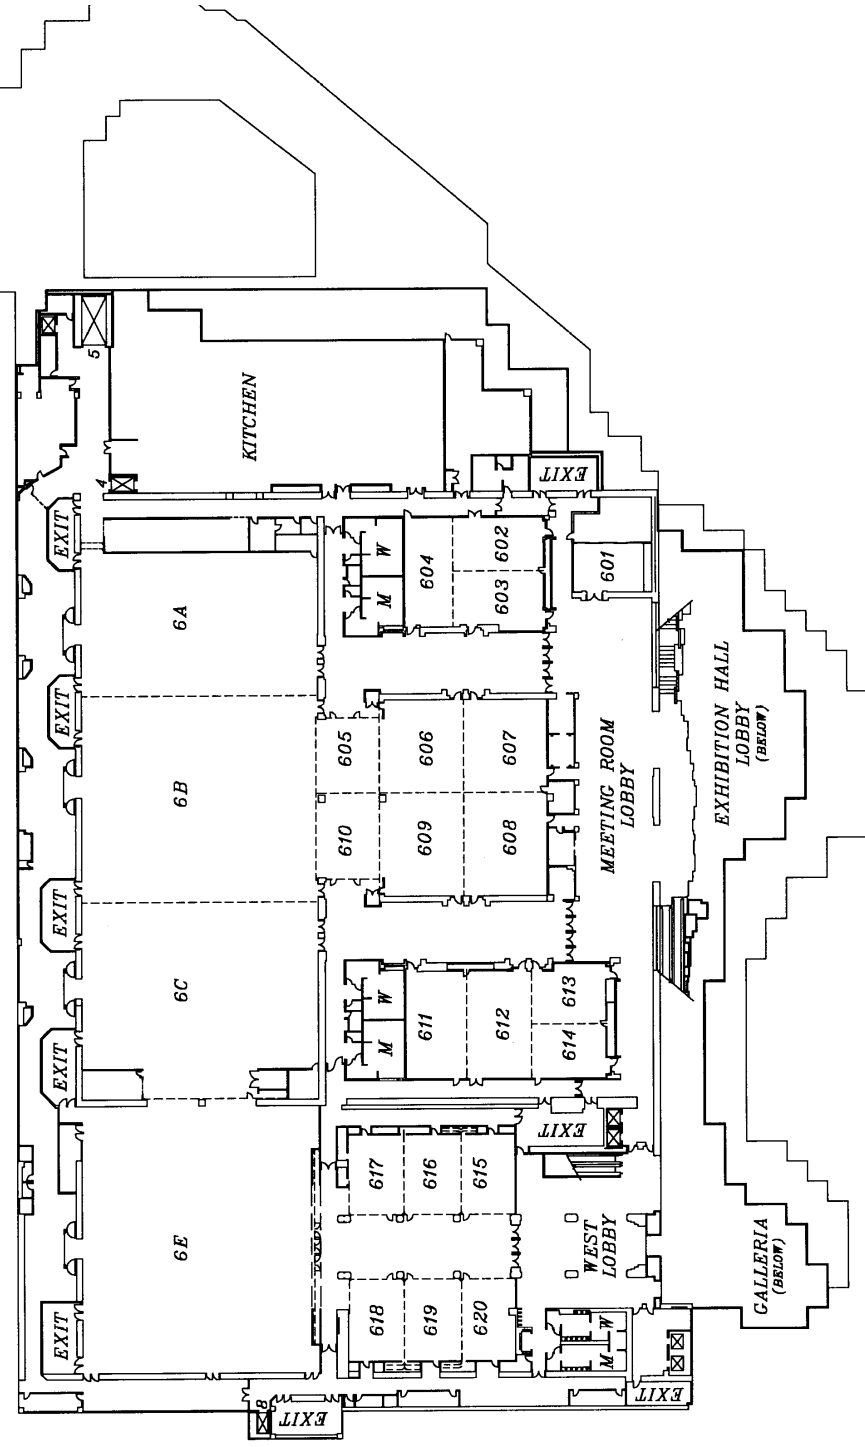 5
4
KITCHEN
EXIT
EXIT
6A
W
M
604
602
603
601
EXIT
6B
605
606
607
610
609
608
MEETING ROOM
LOBBY
EXHIBITION HALL
LOBBY
(BELOW)
EXIT
6C
EXIT
W
M
611
612
613
614
EXIT
617
616
615
6E
618
619
620
WEST
LOBBY
GALLERIA
(BELOW)
EXIT
W
M
8
EXIT
EXIT